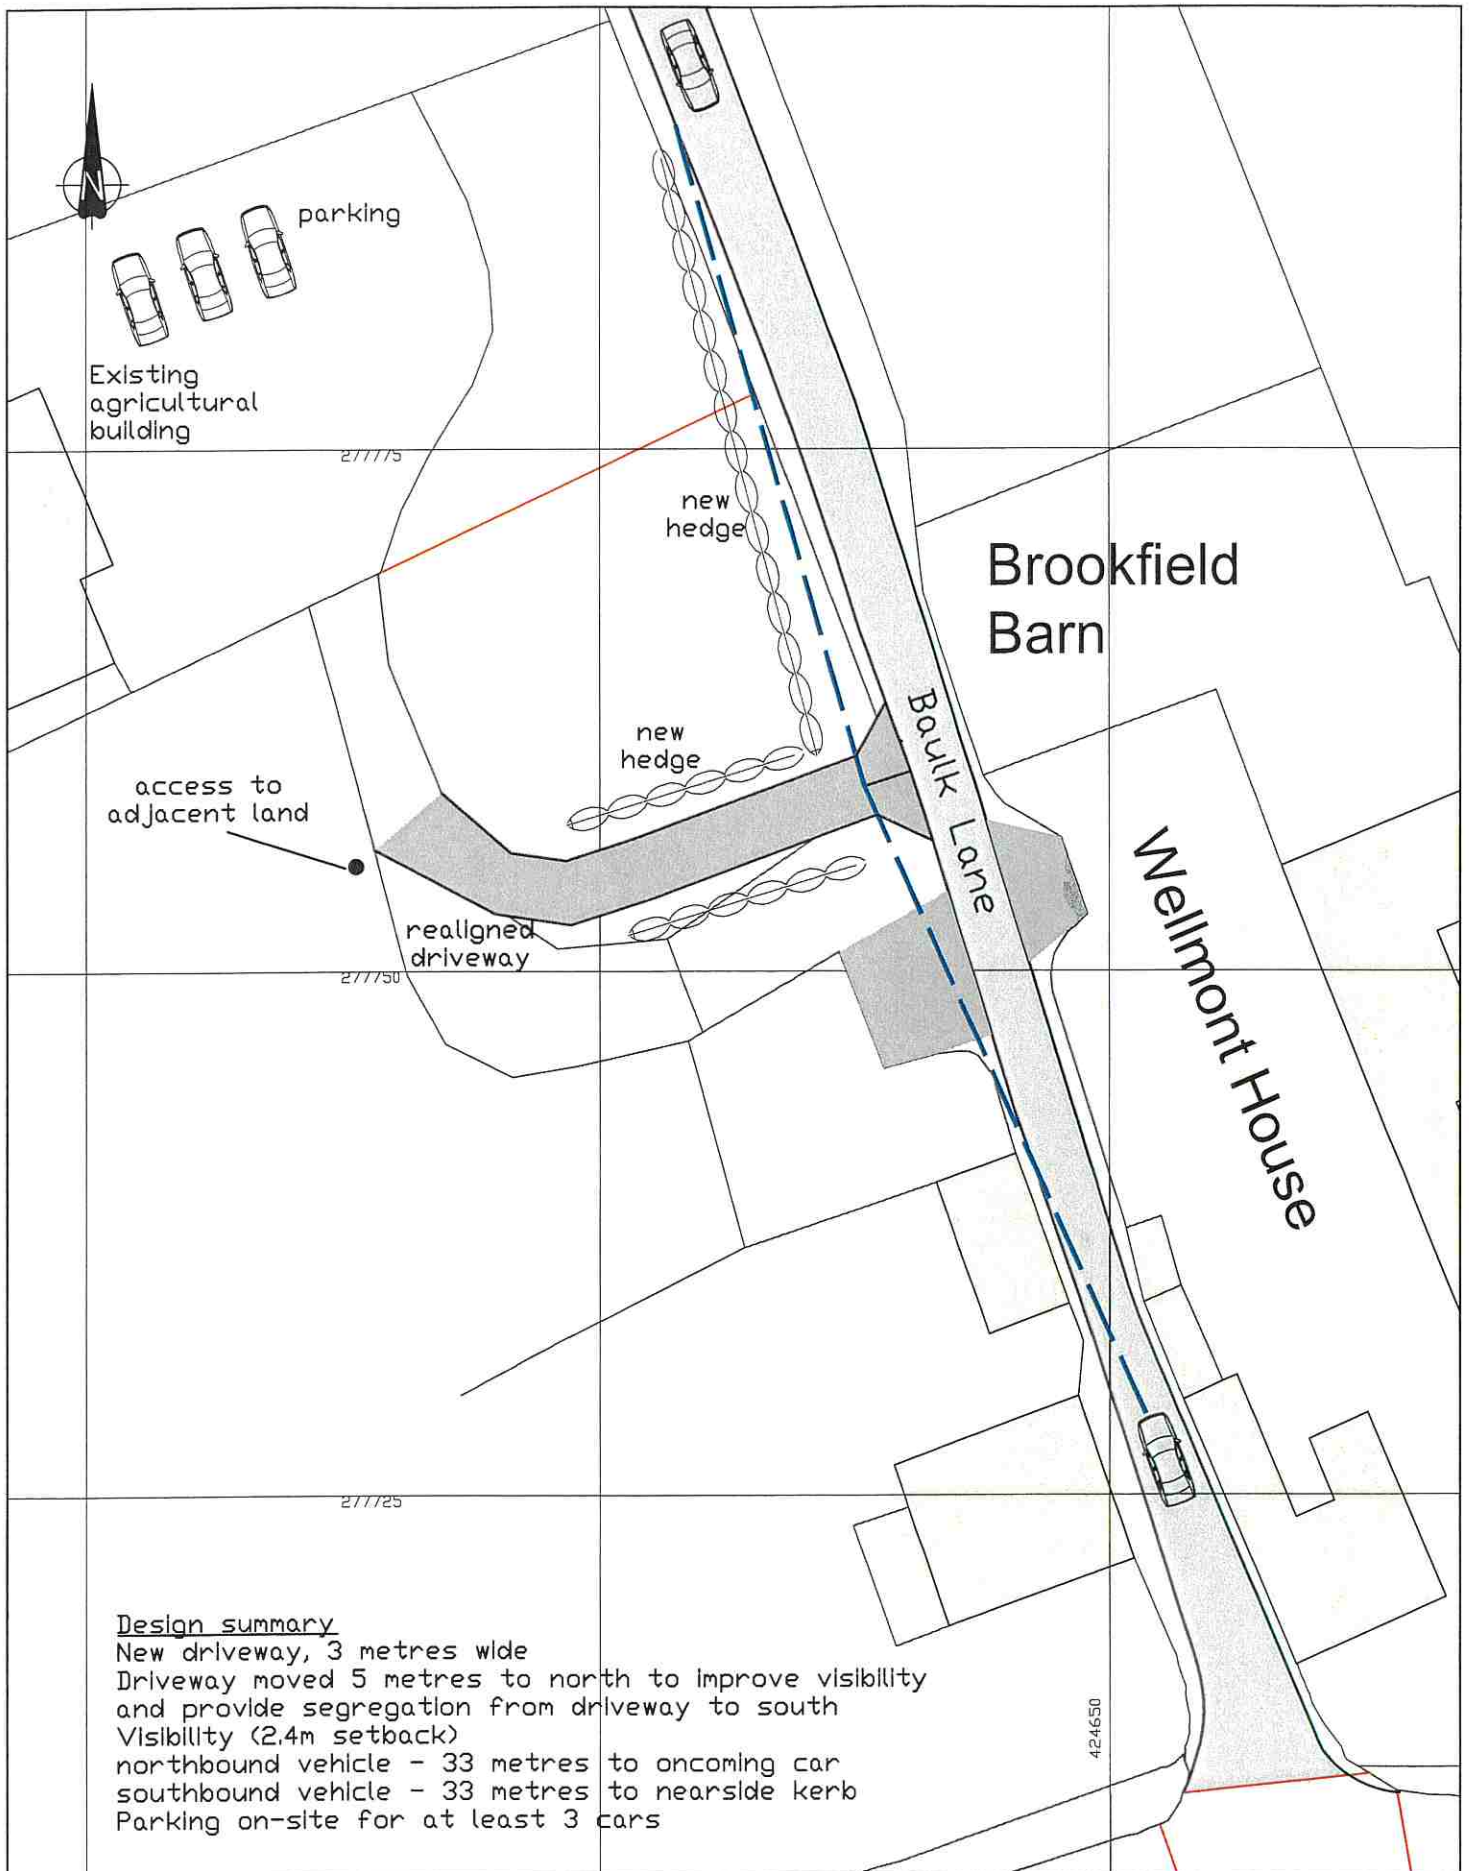 N
parking
Existing
agricultural
building
277775
new
hedge
Brookfield
Barn
Baulk Lane
new
hedge
access to
adjacent land
Wellmont House
realigned
driveway
277750
277725
424650
Design summary
New driveway, 3 metres wide
Driveway moved 5 metres to north to improve visibility
and provide segregation from driveway to south
Visibility (2.4m setback)
northbound vehicle - 33 metres to oncoming car
southbound vehicle - 33 metres to nearside kerb
Parking on-site for at least 3 cars